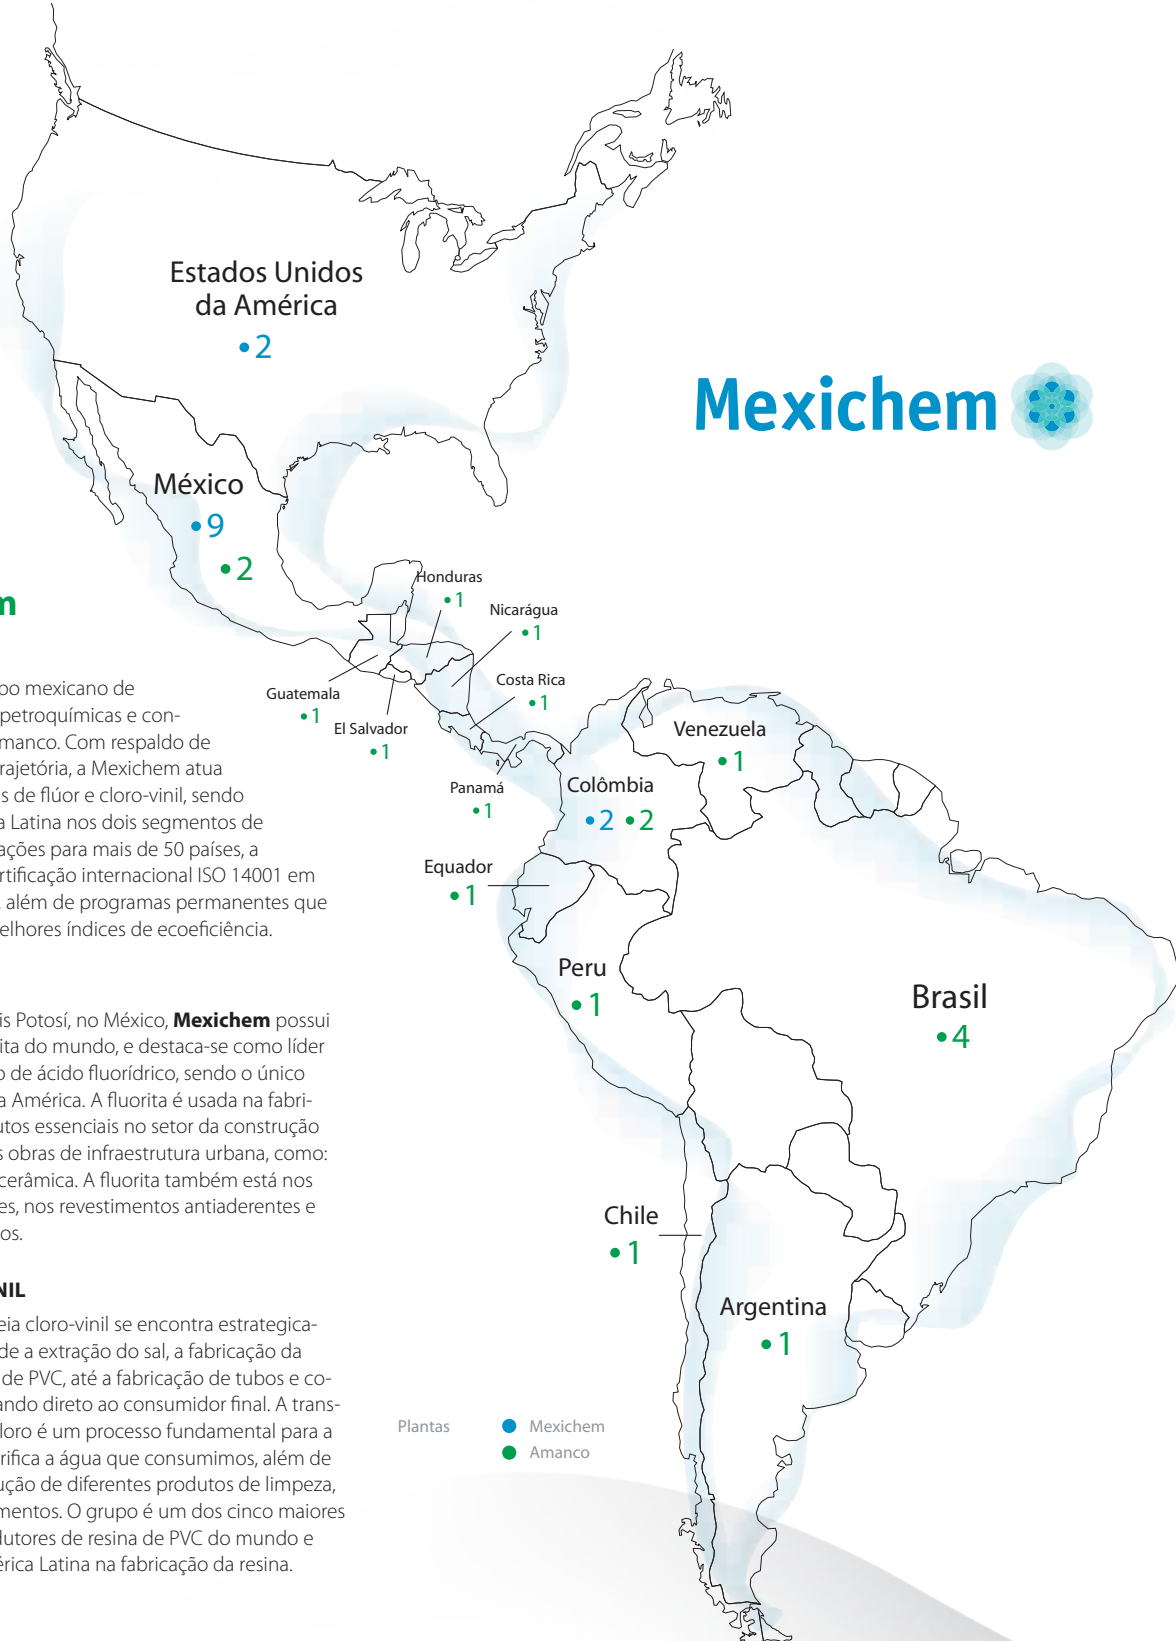 Estados Unidos
da América
2
Mexichem
México
9
2
Honduras
1
Nicarágua
1
Costa Rica
1
Guatemala
1
El Salvador
1
Panamá
1
Venezuela
1
Colômbia
2 2
Equador
1
Peru
1
Brasil
4
Chile
1
Argentina
1
Plantas
Mexichem
Amanco
m
po mexicano de
petroquímicas e con-
manco. Com respaldo de
rajetória, a Mexichem atua
s de flúor e cloro-vinil, sendo
a Latina nos dois segmentos de
ações para mais de 50 países, a
rtificação internacional ISO 14001 em
, além de programas permanentes que
elhores índices de ecoeficiência.
is Potosí, no México, Mexichem possui
ita do mundo, e destaca-se como líder
o de ácido fluorídrico, sendo o único
a América. A fluorita é usada na fabri-
utos essenciais no setor da construção
s obras de infraestrutura urbana, como:
cerâmica. A fluorita também está nos
es, nos revestimentos antiaderentes e
os.
NIL
eia cloro-vinil se encontra estrategica-
de a extração do sal, a fabricação da
de PVC, até a fabricação de tubos e co-
ando direto ao consumidor final. A trans-
loro é um processo fundamental para a
rifica a água que consumimos, além de
ução de diferentes produtos de limpeza,
mentos. O grupo é um dos cinco maiores
dutores de resina de PVC do mundo e
érica Latina na fabricação da resina.